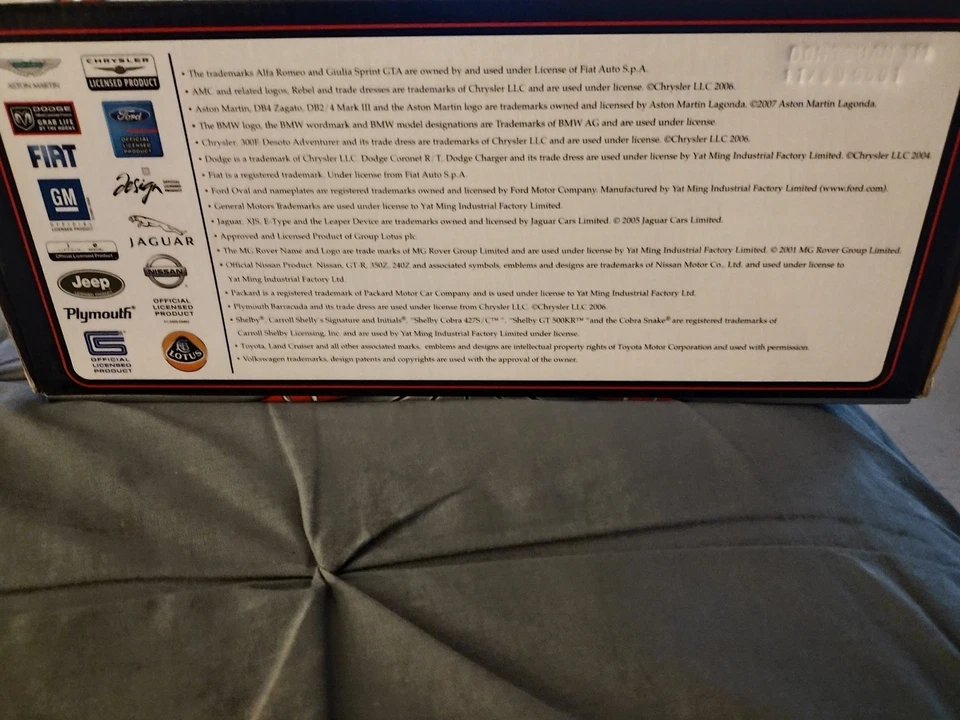 ASTON MARTIN
CHRYSLER
LICENSED PRODUCT
DODGE
GRAB LIFE
BY THE HORNS
Ford
OFFICIAL
LICENSED
PRODUCT
FIAT
GM
OFFICIAL
LICENSED PRODUCT
Design
JAGUAR
Official Licensed Product
Jeep
NISSAN
Plymouth
OFFICIAL
LICENSED
PRODUCT
OFFICIAL
LICENSED
PRODUCT
LOTUS
• The trademarks Alfa Romeo and Giulia Sprint GTA are owned by and used under License of Fiat Auto S.p.A.
• AMC and related logos, Rebel and trade dresses are trademarks of Chrysler LLC and are used under license. ©Chrysler LLC 2006.
• Aston Martin, DB4 Zagato, DB2/4 Mark III and the Aston Martin logo are trademarks owned and licensed by Aston Martin Lagonda. ©2007 Aston Martin Lagonda.
• The BMW logo, the BMW wordmark and BMW model designations are Trademarks of BMW AG and are used under license.
• Chrysler, 300F, Desoto Adventurer and its trade dress are trademarks of Chrysler LLC and are used under license. ©Chrysler LLC 2006.
• Dodge is a trademark of Chrysler LLC. Dodge Coronet R/T, Dodge Charger and its trade dress are used under license by Yat Ming Industrial Factory Limited. ©Chrysler LLC 2004.
• Fiat is a registered trademark. Under license from Fiat Auto S.p.A.
• Ford Oval and nameplates are registered trademarks owned and licensed by Ford Motor Company. Manufactured by Yat Ming Industrial Factory Limited (www.ford.com).
• General Motors Trademarks are used under license to Yat Ming Industrial Factory Limited.
• Jaguar, XJS, E-Type and the Leaper Device are trademarks owned and licensed by Jaguar Cars Limited. © 2005 Jaguar Cars Limited.
• Approved and Licensed Product of Group Lotus plc.
• The MG Rover Name and Logo are trade marks of MG Rover Group Limited and are used under license by Yat Ming Industrial Factory Limited. © 2001 MG Rover Group Limited.
• Official Nissan Product. Nissan, GT-R, 350Z, 240Z and associated symbols, emblems and designs are trademarks of Nissan Motor Co., Ltd. and used under license to
Yat Ming Industrial Factory Ltd.
• Packard is a registered trademark of Packard Motor Car Company and is used under license to Yat Ming Industrial Factory Ltd.
• Plymouth Barracuda and its trade dress are used under license from Chrysler LLC. ©Chrysler LLC 2006.
• Shelby®, Carroll Shelby's Signature and Initials®, "Shelby Cobra 427S/C™", "Shelby GT 500KR™ "and the Cobra Snake® are registered trademarks of
Carroll Shelby Licensing, Inc. and are used by Yat Ming Industrial Factory Limited under license.
• Toyota, Land Cruiser and all other associated marks, emblems and designs are intellectual property rights of Toyota Motor Corporation and used with permission.
• Volkswagen trademarks, design patents and copyrights are used with the approval of the owner.